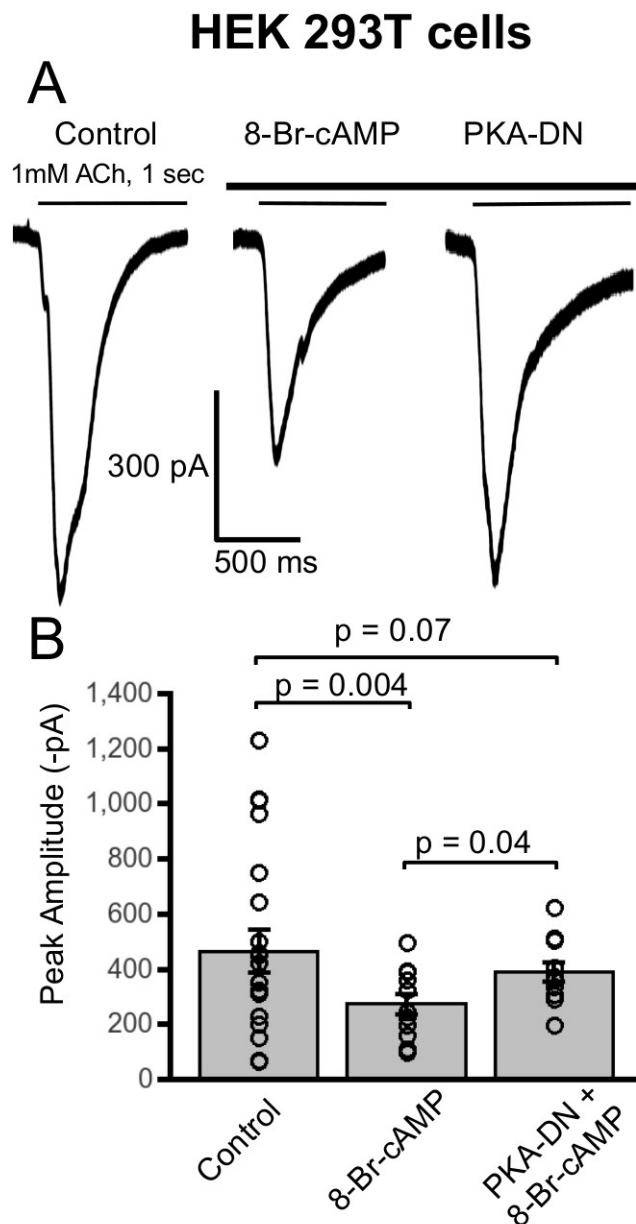 HEK 293T cells
A
Control
8-Br-cAMP
PKA-DN
1mM ACh, 1 sec
300 pA
500 ms
B
p = 0.07
p = 0.004
p = 0.04
Peak Amplitude (-pA)
1,400
1,200
1,000
800
600
400
200
0
Control
8-Br-cAMP
PKA-DN +
8-Br-cAMP